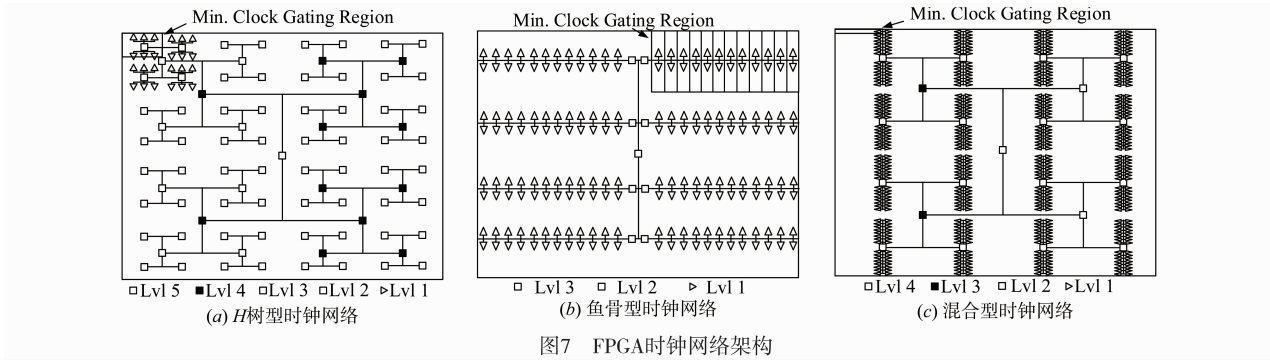 Min. Clock Gating Region
□Lvl 5 ■Lvl 4 □Lvl 3 □Lvl 2 ▷Lvl 1
(a) H树型时钟网络
Min. Clock Gating Region
□ Lvl 3 □ Lvl 2 ▷ Lvl 1
(b) 鱼骨型时钟网络
Min. Clock Gating Region
□Lvl 4 ■Lvl 3 □Lvl 2 ▷Lvl 1
(c) 混合型时钟网络
图7 FPGA时钟网络架构